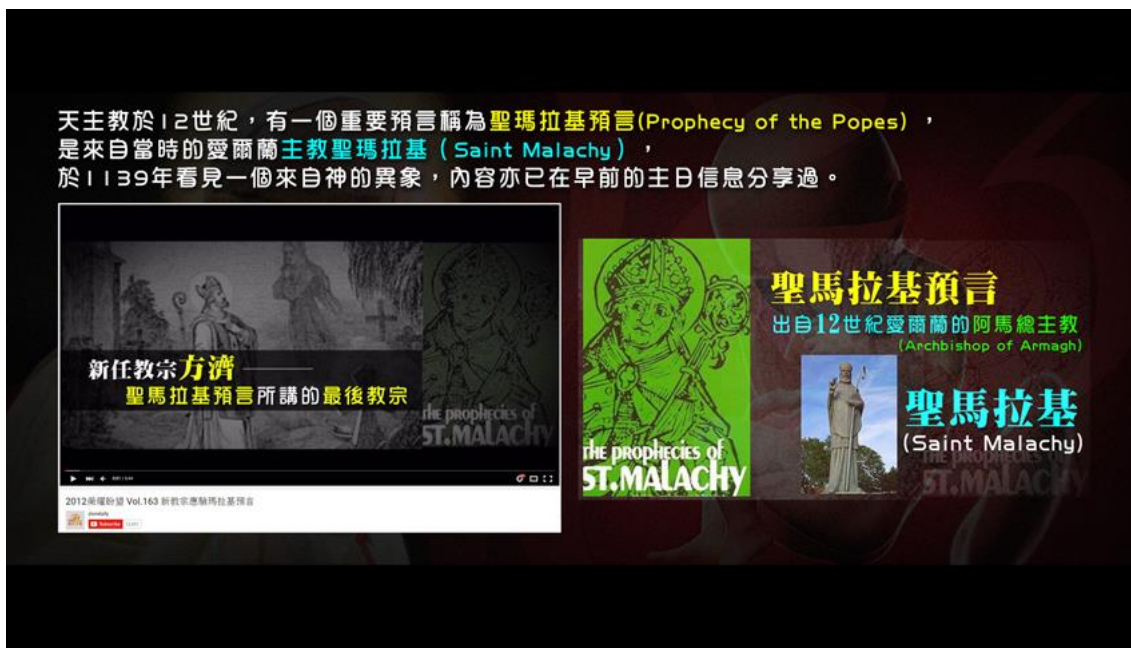 天主教於12世紀，有一個重要預言稱為聖瑪拉基預言(Prophecy of the Popes)，
是來自當時的愛爾蘭主教聖瑪拉基（Saint Malachy），
於1139年看見一個來自神的異象，內容亦已在早前的主日信息分享過。
新任教宗方濟
聖馬拉基預言所講的最後教宗
the prophecies of
ST.MALACHY
2012榮耀盼望 Vol.163 新教宗應驗瑪拉基預言
Subscribe
the prophecies of
ST.MALACHY
聖馬拉基預言
出自12世紀愛爾蘭的阿馬總主教
(Archbishop of Armagh)
聖馬拉基
(Saint Malachy)
the prophecies of
ST.MALACHY